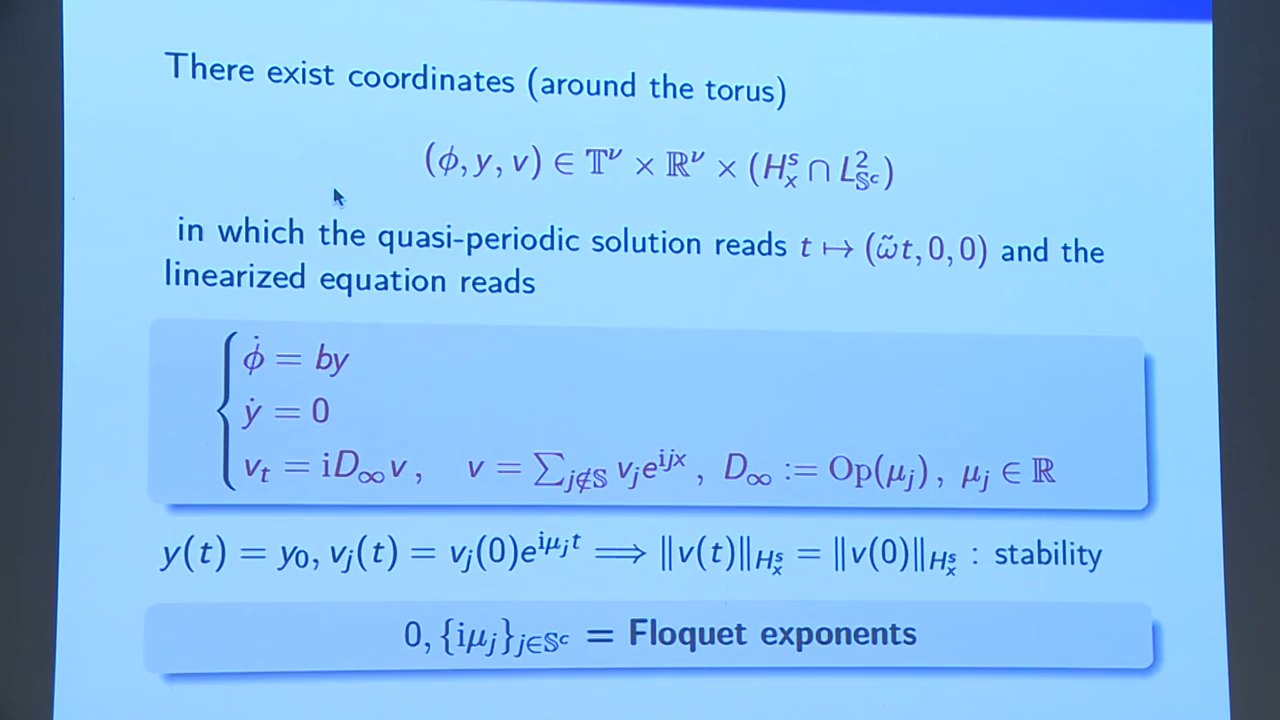 There exist coordinates (around the torus)
(ϕ, y, v) ∈ 𝕋^ν × ℝ^ν × (H^s_x ∩ L^2_{𝕊^c})
in which the quasi-periodic solution reads t ↦ (ω̃t, 0, 0) and the
linearized equation reads
ϕ̇ = by
ẏ = 0
v_t = iD_∞v , v = ∑_{j∉𝕊} v_j e^{ijx} , D_∞ := Op(μ_j) , μ_j ∈ ℝ
y(t) = y_0, v_j(t) = v_j(0)e^{iμ_j t} ⟹ ‖v(t)‖_{H^s_x} = ‖v(0)‖_{H^s_x} : stability
0, {iμ_j}_{j∈𝕊^c} = Floquet exponents